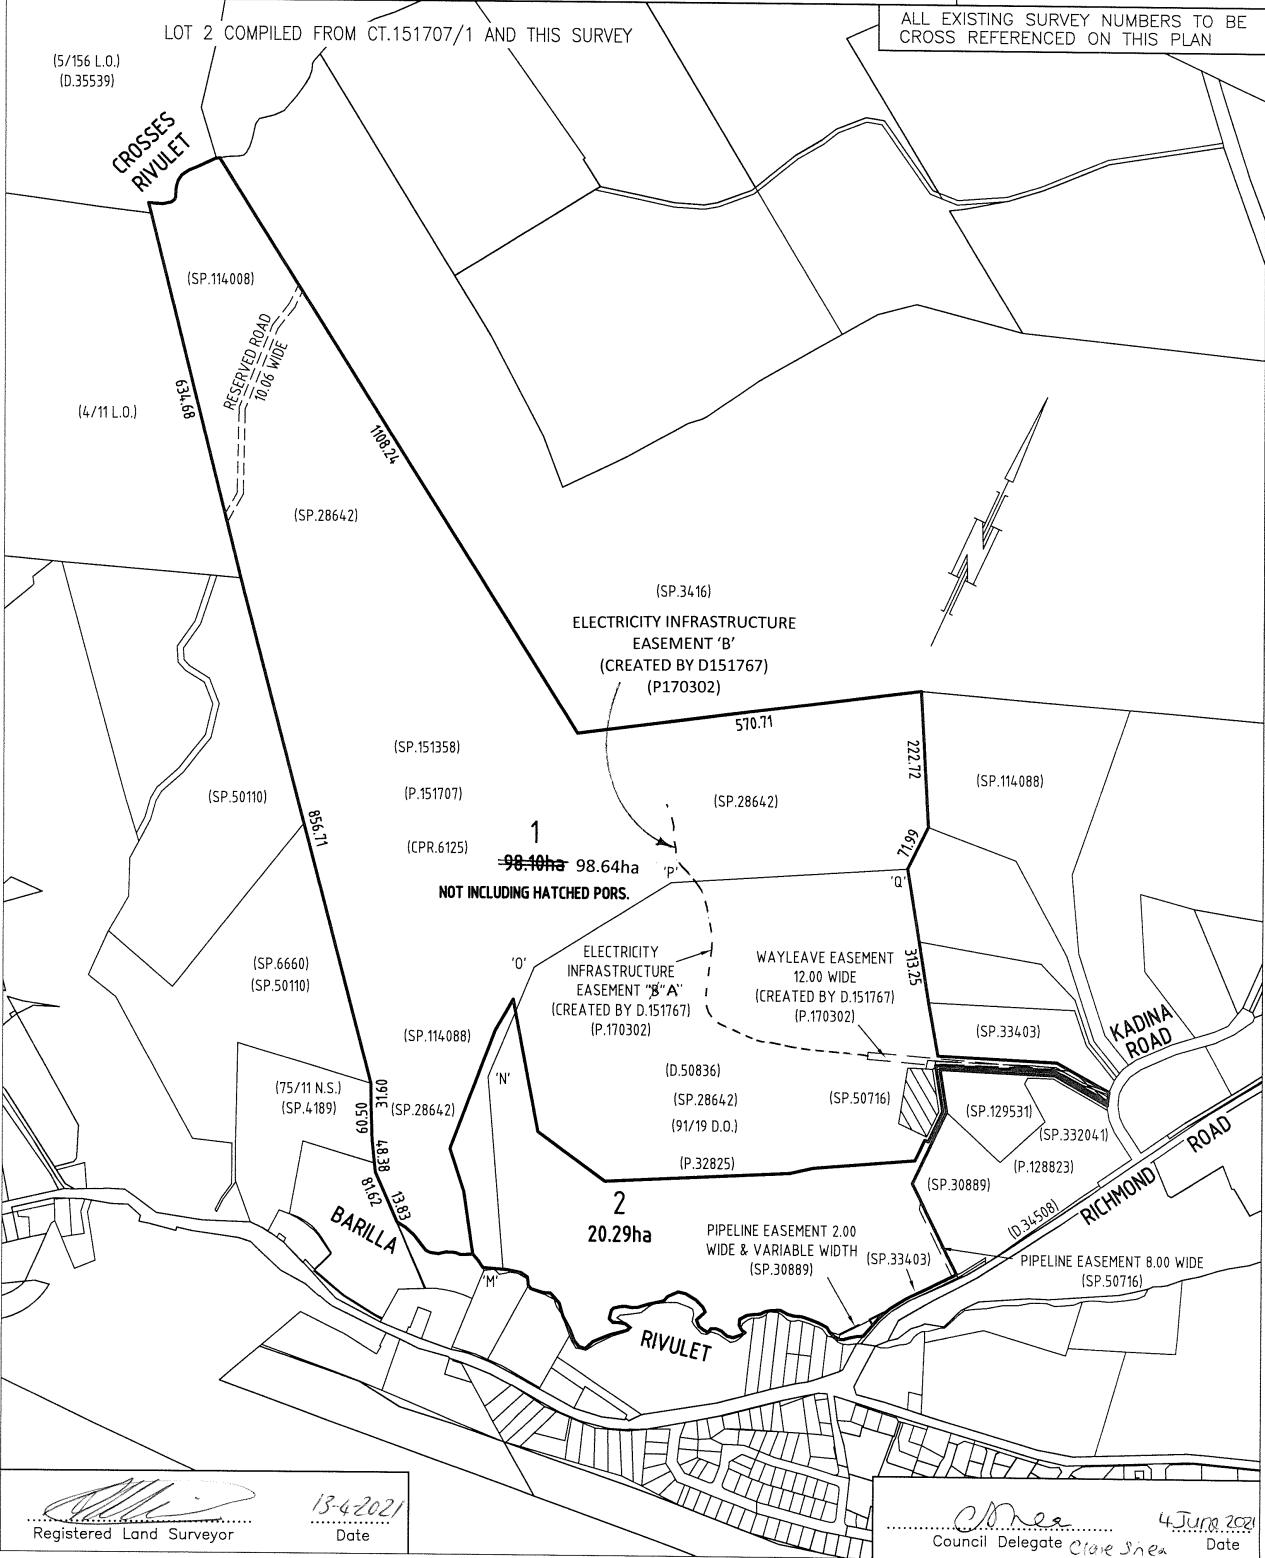 LOT 2 COMPILED FROM CT.151707/1 AND THIS SURVEY
ALL EXISTING SURVEY NUMBERS TO BE
CROSS REFERENCED ON THIS PLAN
(5/156 L.O.)
(D.35539)
CROSSES
RIVULET
(SP.114008)
RESERVED ROAD
10.06 WIDE
634.68
(4/11 L.O.)
1108.24
(SP.28642)
(SP.3416)
ELECTRICITY INFRASTRUCTURE
EASEMENT 'B'
(CREATED BY D151767)
(P170302)
570.71
222.72
(SP.151358)
(P.151707)
(CPR.6125)
(SP.28642)
(SP.114088)
(SP.50110)
856.71
1
98.10ha 98.64ha
NOT INCLUDING HATCHED PORS.
71.99
'P'
'Q'
'O'
313.25
ELECTRICITY
INFRASTRUCTURE
EASEMENT "B"A"
(CREATED BY D.151767)
(P.170302)
WAYLEAVE EASEMENT
12.00 WIDE
(CREATED BY D.151767)
(P.170302)
(SP.6660)
(SP.50110)
(SP.114088)
(SP.33403)
KADINA
ROAD
'N'
(D.50836)
(SP.28642)
(91/19 D.O.)
(P.32825)
(SP.50716)
(75/11 N.S.)
(SP.4189)
31.60
60.50
(SP.28642)
48.38
81.62
13.83
(SP.129531)
(SP.332041)
(P.128823)
(SP.30889)
RICHMOND ROAD
(D.34508)
2
20.29ha
BARILLA
RIVULET
'M'
PIPELINE EASEMENT 2.00
WIDE & VARIABLE WIDTH
(SP.30889)
(SP.33403)
PIPELINE EASEMENT 8.00 WIDE
(SP.50716)
13-4-2021
Registered Land Surveyor
Date
4 June 2021
Council Delegate Clare Shea
Date